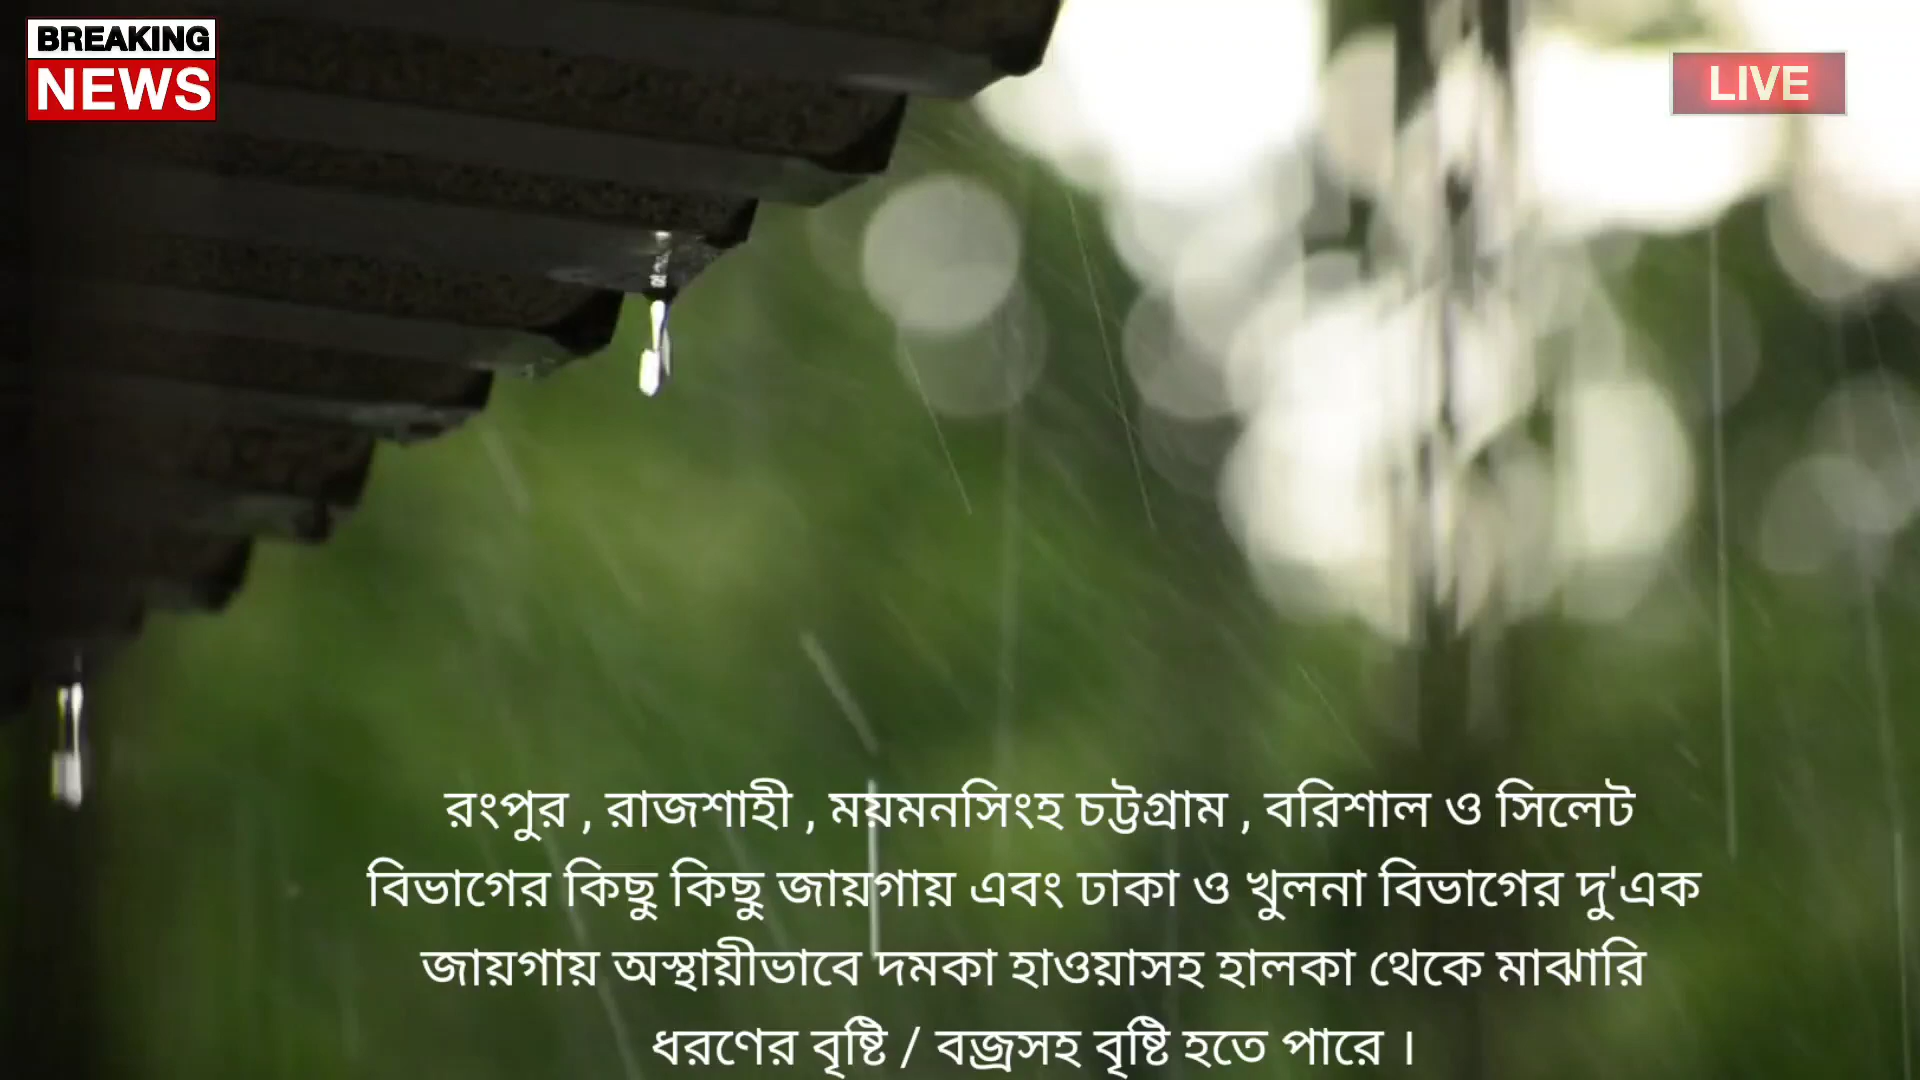 BREAKING
NEWS
LIVE
রংপুর , রাজশাহী , ময়মনসিংহ চট্টগ্রাম , বরিশাল ও সিলেট
বিভাগের কিছু কিছু জায়গায় এবং ঢাকা ও খুলনা বিভাগের দু'এক
জায়গায় অস্থায়ীভাবে দমকা হাওয়াসহ হালকা থেকে মাঝারি
ধরণের বৃষ্টি / বজ্রসহ বৃষ্টি হতে পারে ।